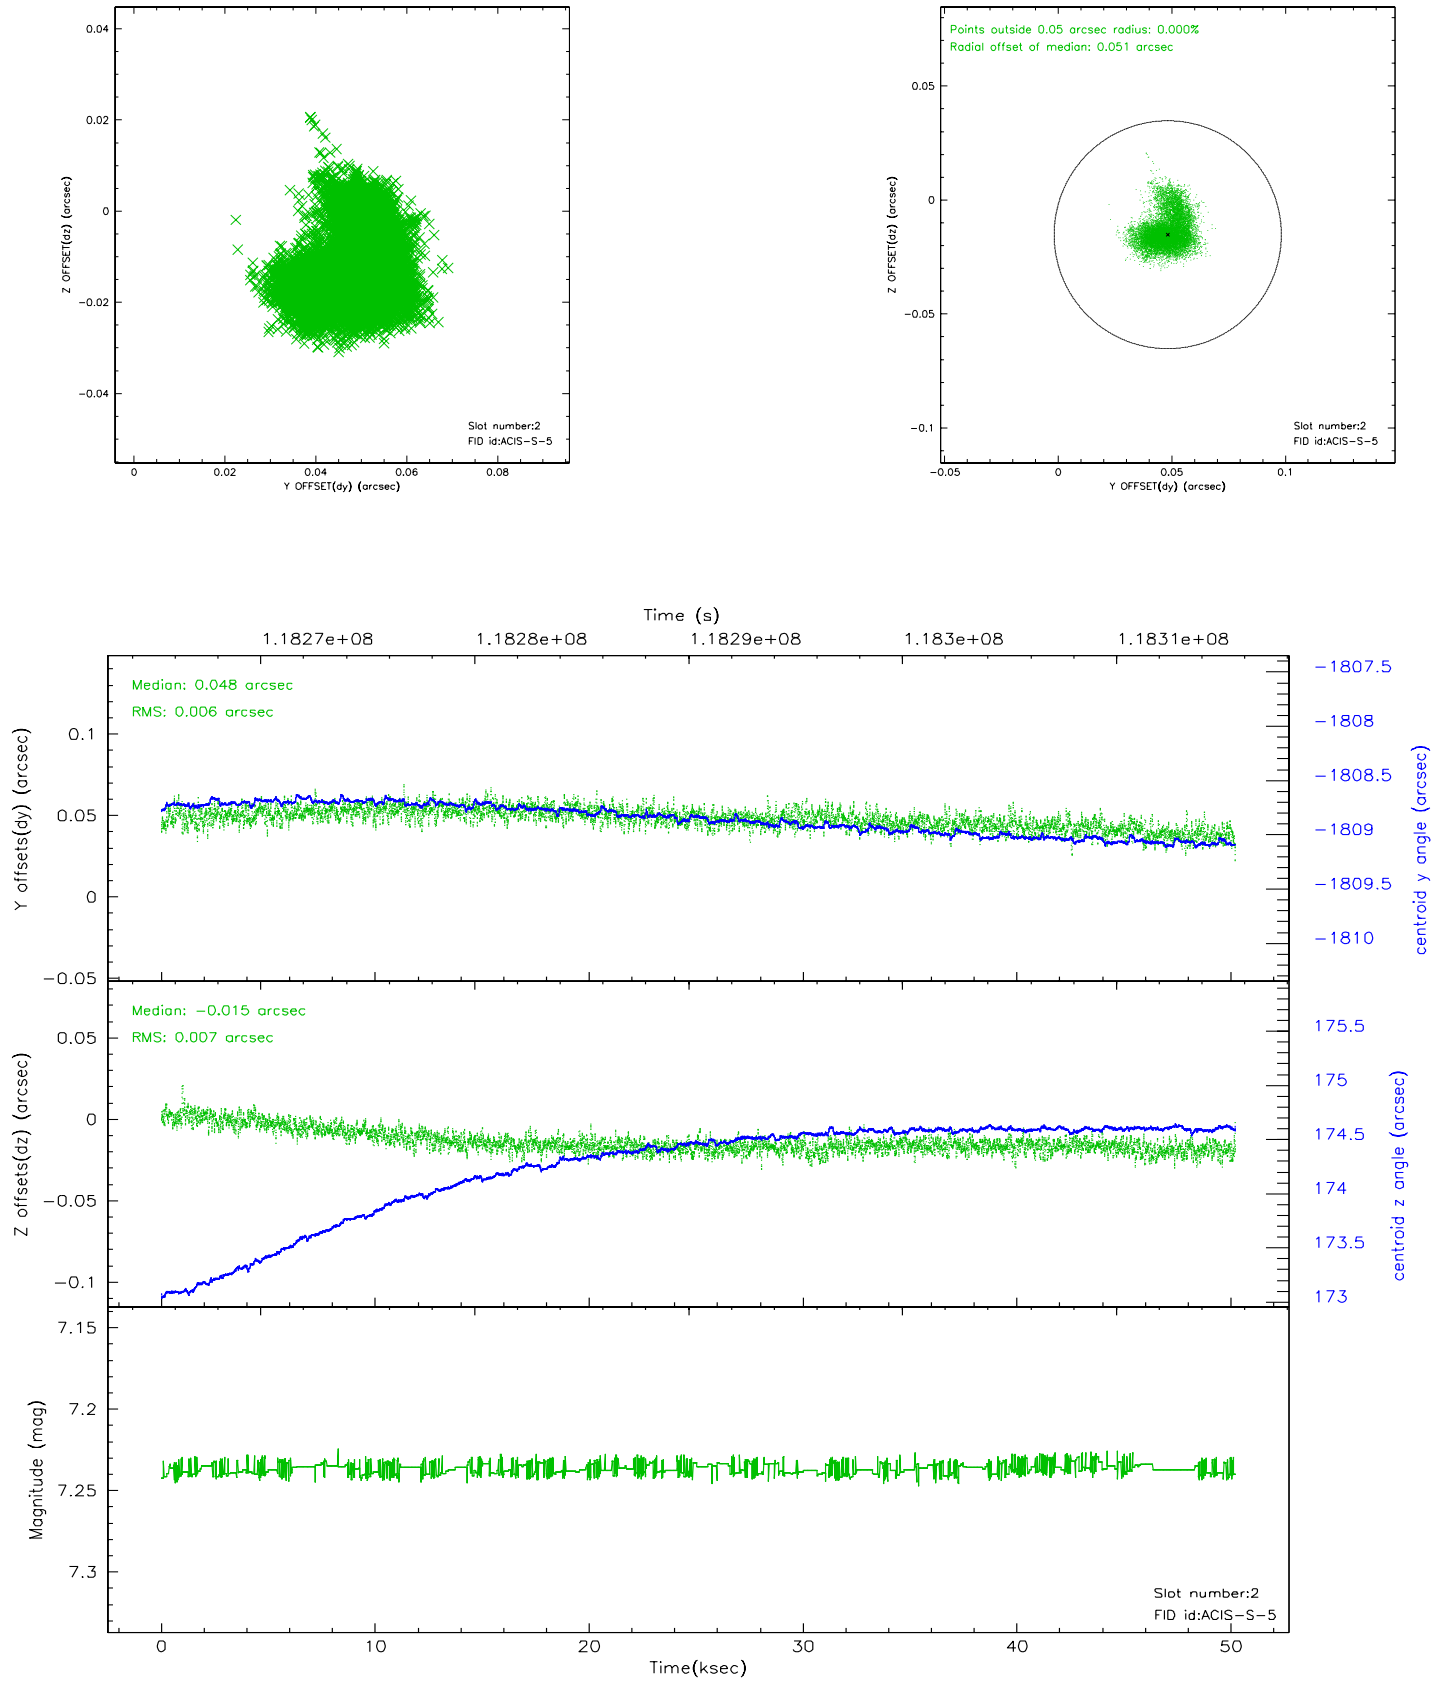 0.04
0.02
0
-0.02
-0.04
Z OFFSET(dz) (arcsec)
Slot number:2
FID id:ACIS-S-5
0 0.02 0.04 0.06 0.08
Y OFFSET(dy) (arcsec)
Points outside 0.05 arcsec radius: 0.000%
Radial offset of median: 0.051 arcsec
0.05
0
-0.05
-0.1
Z OFFSET(dz) (arcsec)
Slot number:2
FID id:ACIS-S-5
-0.05 0 0.05 0.1
Y OFFSET(dy) (arcsec)
Time (s)
1.1827e+08 1.1828e+08 1.1829e+08 1.183e+08 1.1831e+08
Median: 0.048 arcsec
RMS: 0.006 arcsec
0.1
0.05
0
-0.05
Y offsets(dy) (arcsec)
-1807.5
-1808
-1808.5
-1809
-1809.5
-1810
centroid y angle (arcsec)
Median: -0.015 arcsec
RMS: 0.007 arcsec
0.05
0
-0.05
-0.1
Z offsets(dz) (arcsec)
175.5
175
174.5
174
173.5
173
centroid z angle (arcsec)
7.15
7.2
7.25
7.3
Magnitude (mag)
Slot number:2
FID id:ACIS-S-5
0 10 20 30 40 50
Time(ksec)